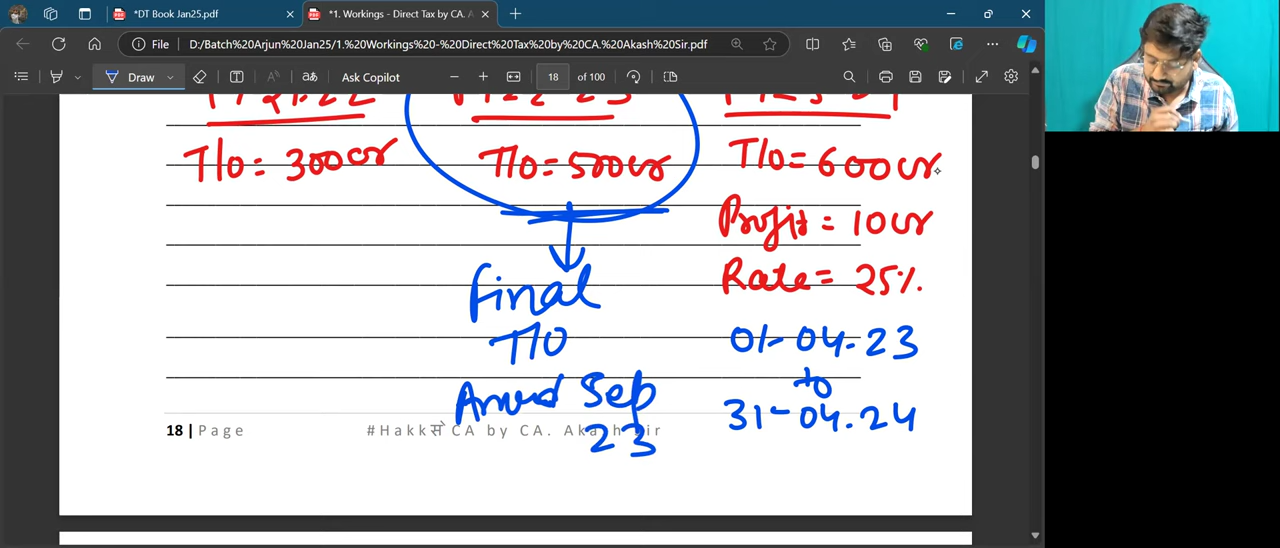 *DT Book Jan25.pdf
*1. Workings - Direct Tax by CA. A
File
D:/Batch%20Arjun%20Jan25/1.%20Workings%20-%20Direct%20Tax%20by%20CA.%20Akash%20Sir.pdf
Draw
Ask Copilot
18 of 100
T/o = 300cr
T/o = 500cr
T/o = 600cr
Profit = 10cr
Rate = 25%
Final
T/o
01-04-23
to
31-04.24
Sep
23
18 | Page
#Hakkसे CA by CA. Akash Sir